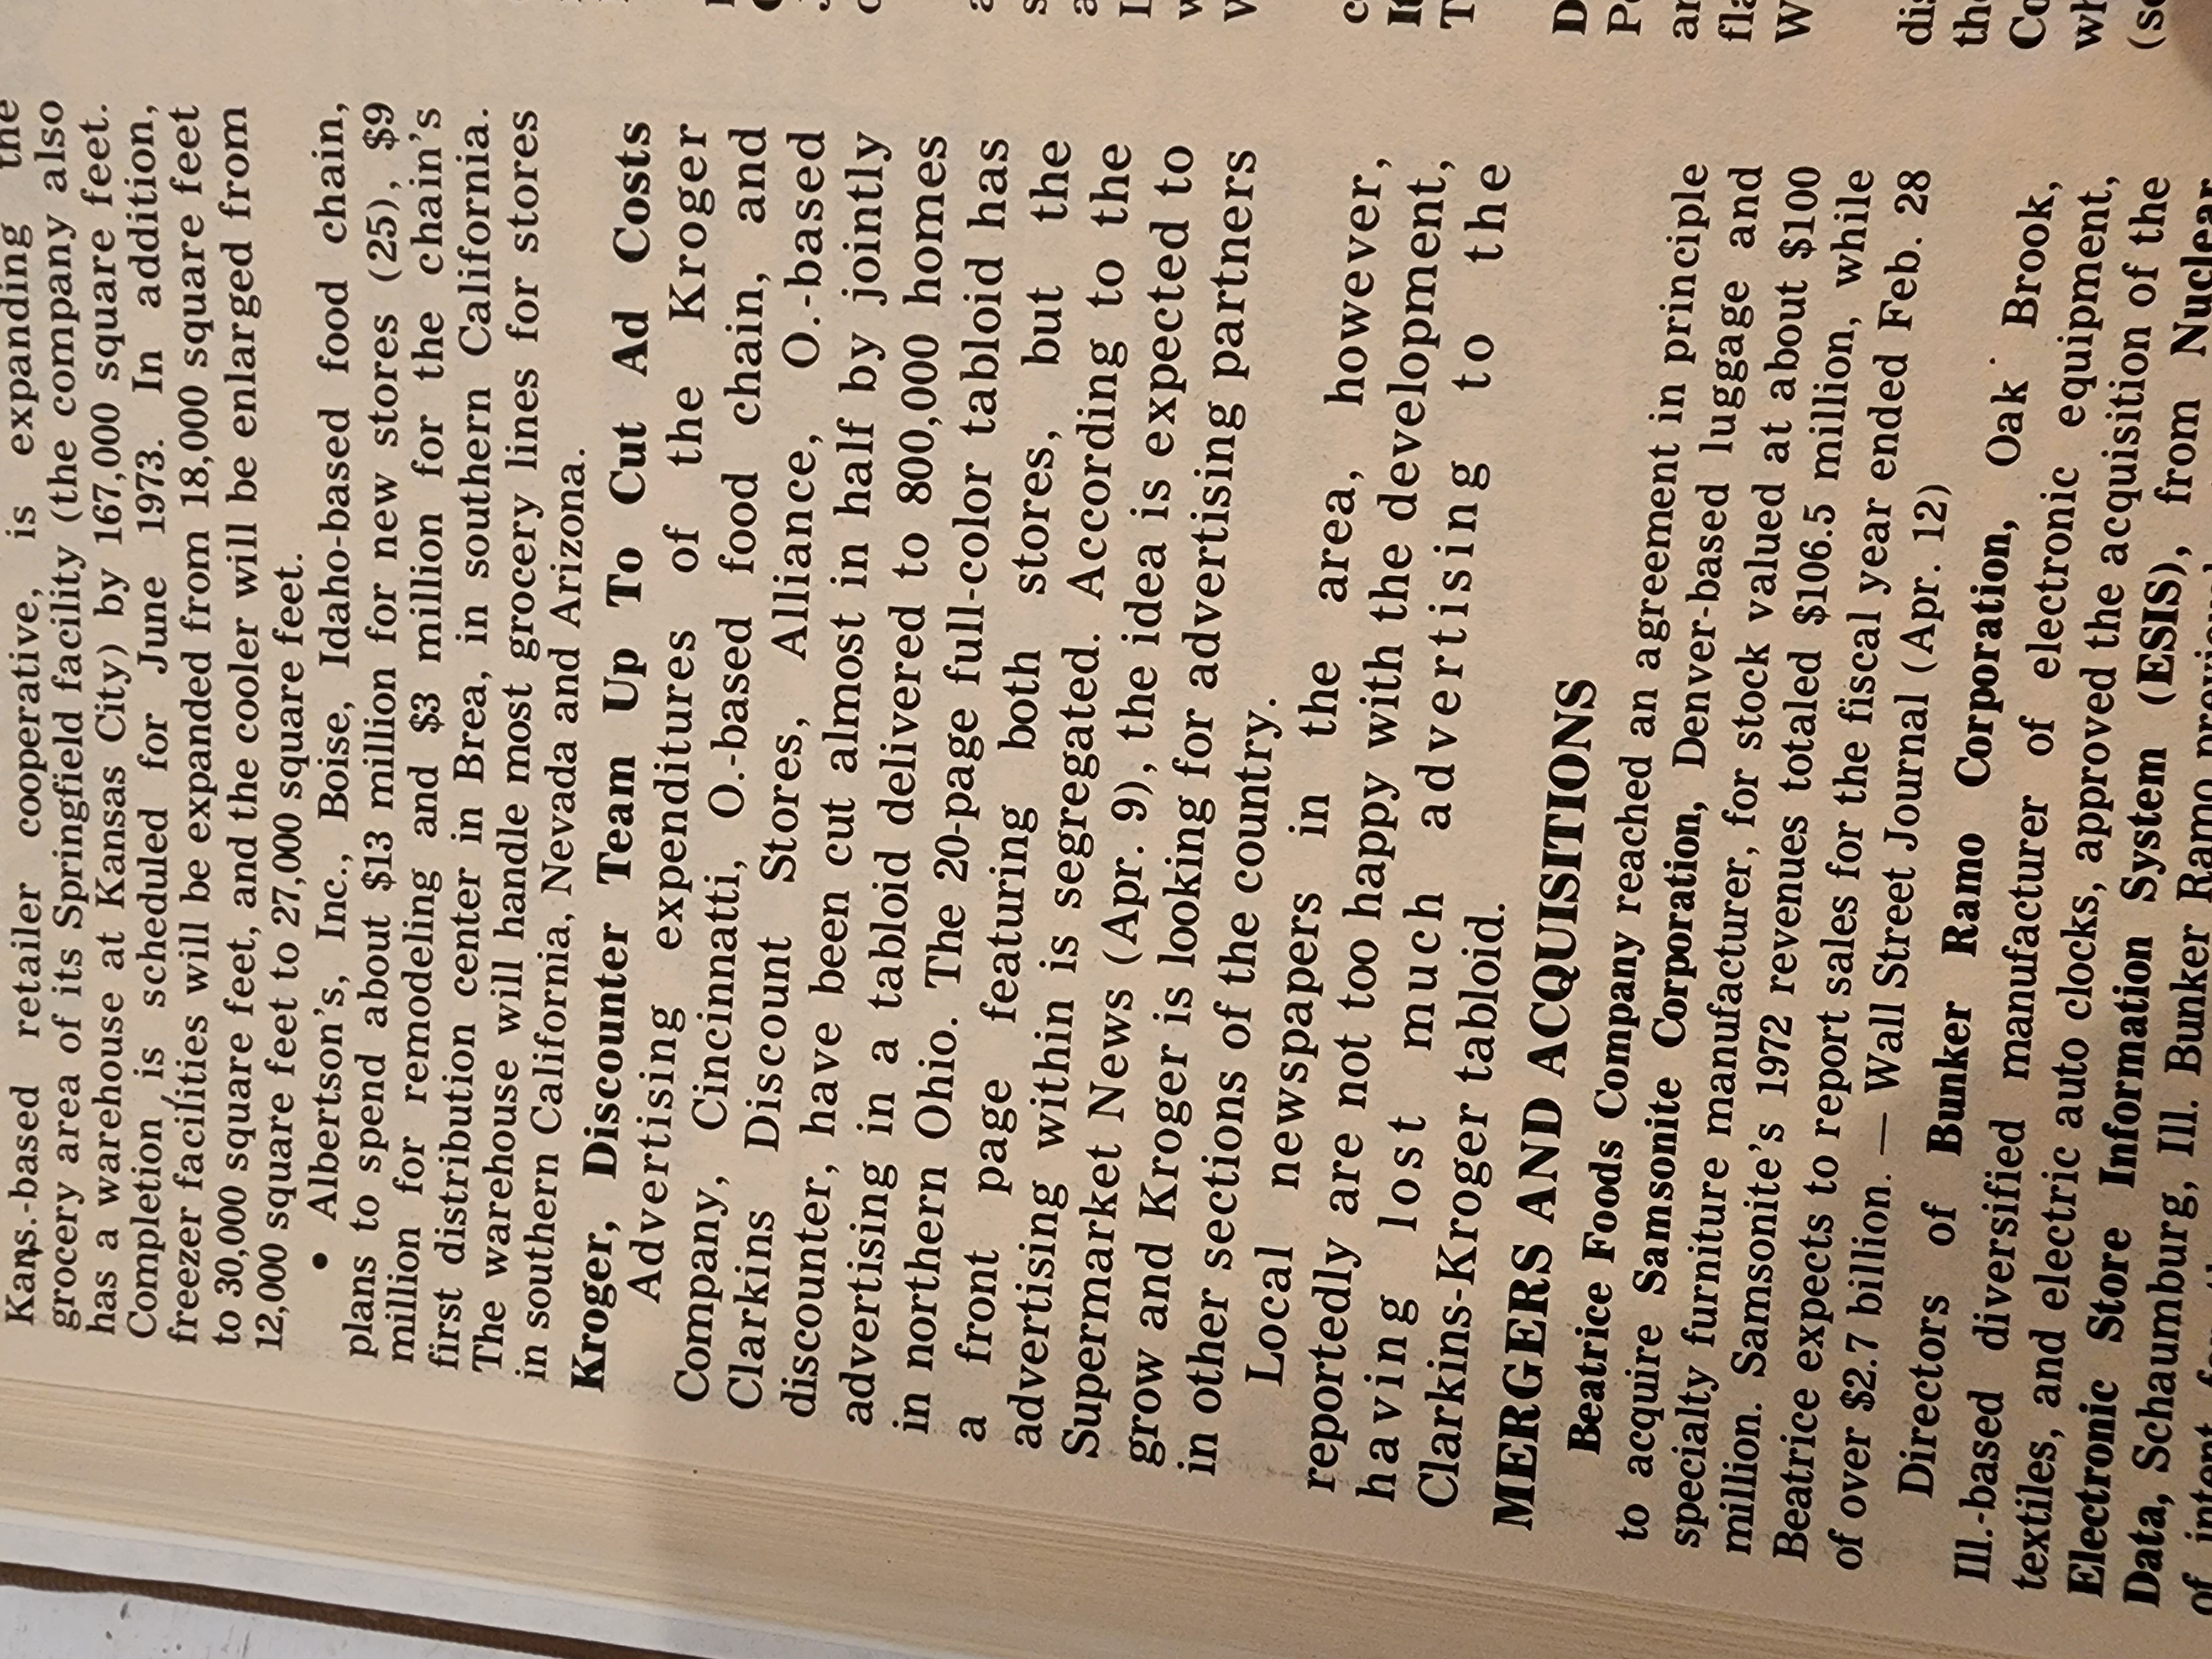 Kans.-based retailer cooperative, is expanding the
grocery area of its Springfield facility (the company also
has a warehouse at Kansas City) by 167,000 square feet.
Completion is scheduled for June 1973. In addition,
freezer facilities will be expanded from 18,000 square feet
to 30,000 square feet, and the cooler will be enlarged from
12,000 square feet to 27,000 square feet.
• Albertson's, Inc., Boise, Idaho-based food chain,
plans to spend about $13 million for new stores (25), $9
million for remodeling and $3 million for the chain's
first distribution center in Brea, in southern California.
The warehouse will handle most grocery lines for stores
in southern California, Nevada and Arizona.
Kroger, Discounter Team Up To Cut Ad Costs
Advertising expenditures of the Kroger
Company, Cincinnatti, O.-based food chain, and
Clarkins Discount Stores, Alliance, O.-based
discounter, have been cut almost in half by jointly
advertising in a tabloid delivered to 800,000 homes
in northern Ohio. The 20-page full-color tabloid has
a front page featuring both stores, but the
advertising within is segregated. According to the
Supermarket News (Apr. 9), the idea is expected to
grow and Kroger is looking for advertising partners
in other sections of the country.
Local newspapers in the area, however,
reportedly are not too happy with the development,
having lost much advertising to the
Clarkins-Kroger tabloid.
MERGERS AND ACQUISITIONS
Beatrice Foods Company reached an agreement in principle
to acquire Samsonite Corporation, Denver-based luggage and
specialty furniture manufacturer, for stock valued at about $100
million. Samsonite's 1972 revenues totaled $106.5 million, while
Beatrice expects to report sales for the fiscal year ended Feb. 28
of over $2.7 billion. — Wall Street Journal (Apr. 12)
Directors of Bunker Ramo Corporation, Oak Brook,
Ill.-based diversified manufacturer of electronic equipment,
textiles, and electric auto clocks, approved the acquisition of the
Electronic Store Information System (ESIS), from Nuclear
Data, Schaumburg, Ill. Bunker Ramo
of intent